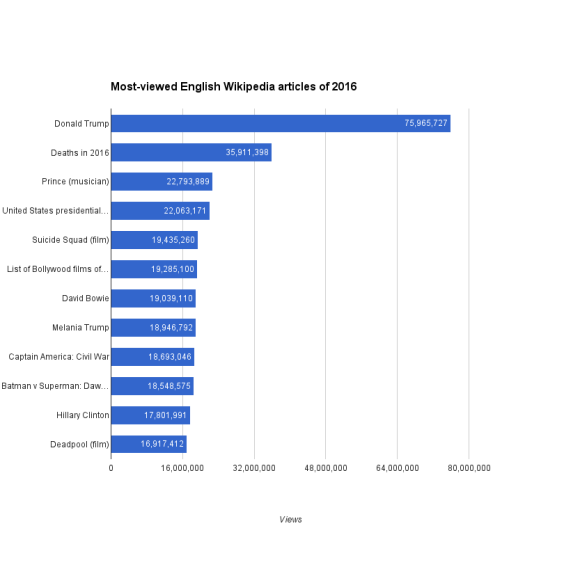 Most-viewed English Wikipedia articles of 2016
Donald Trump 75,965,727
Deaths in 2016 35,911,398
Prince (musician) 22,793,889
United States presidential... 22,063,171
Suicide Squad (film) 19,435,260
List of Bollywood films of... 19,285,100
David Bowie 19,039,110
Melania Trump 18,946,792
Captain America: Civil War 18,693,046
Batman v Superman: Daw... 18,548,575
Hillary Clinton 17,801,991
Deadpool (film) 16,917,412
0 16,000,000 32,000,000 48,000,000 64,000,000 80,000,000
Views